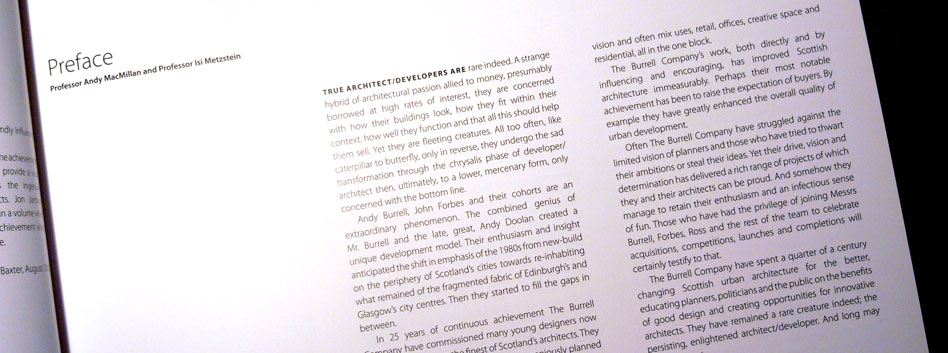 Preface
Professor Andy MacMillan and Professor Isi Metzstein
TRUE ARCHITECT/DEVELOPERS ARE rare indeed. A strange
hybrid of architectural passion allied to money, presumably
borrowed at high rates of interest, they are concerned
with how their buildings look, how they fit within their
context, how well they function and that all this should help
them sell. Yet they are fleeting creatures. All too often, like
caterpillar to butterfly, only in reverse, they undergo the sad
transformation through the chrysalis phase of developer/
architect then, ultimately, to a lower, mercenary form, only
concerned with the bottom line.
Andy Burrell, John Forbes and their cohorts are an
extraordinary phenomenon. The combined genius of
Mr. Burrell and the late, great, Andy Doolan created a
unique development model. Their enthusiasm and insight
anticipated the shift in emphasis of the 1980s from new-build
on the periphery of Scotland's cities towards re-inhabiting
what remained of the fragmented fabric of Edinburgh's and
Glasgow's city centres. Then they started to fill the gaps in
between.
In 25 years of continuous achievement The Burrell
Company have commissioned many young designers now
the finest of Scotland's architects. They
planned
vision and often mix uses, retail, offices, creative space and
residential, all in the one block.
The Burrell Company's work, both directly and by
influencing and encouraging, has improved Scottish
architecture immeasurably. Perhaps their most notable
achievement has been to raise the expectation of buyers. By
example they have greatly enhanced the overall quality of
urban development.
Often The Burrell Company have struggled against the
limited vision of planners and those who have tried to thwart
their ambitions or steal their ideas. Yet their drive, vision and
determination has delivered a rich range of projects of which
they and their architects can be proud. And somehow they
manage to retain their enthusiasm and an infectious sense
of fun. Those who have had the privilege of joining Messrs
Burrell, Forbes, Ross and the rest of the team to celebrate
acquisitions, competitions, launches and completions will
certainly testify to that.
The Burrell Company have spent a quarter of a century
changing Scottish urban architecture for the better,
educating planners, politicians and the public on the benefits
of good design and creating opportunities for innovative
architects. They have remained a rare creature indeed; the
persisting, enlightened architect/developer. And long may